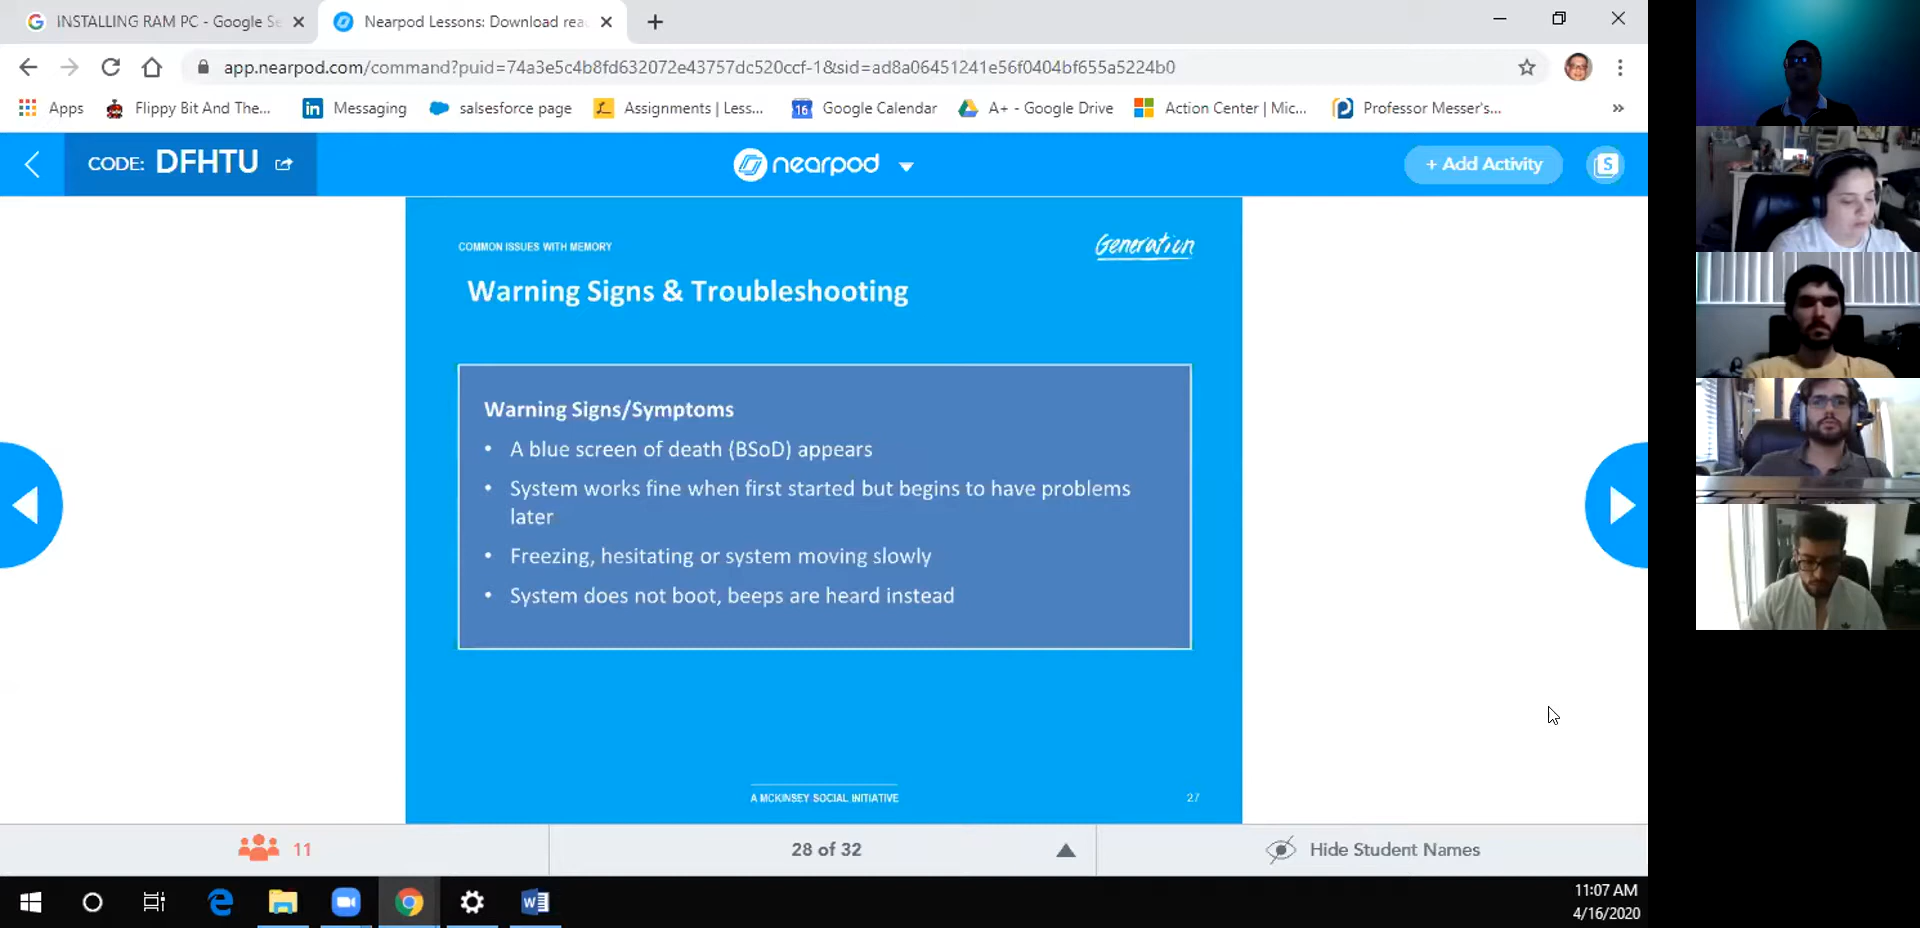 INSTALLING RAM PC - Google Se
Nearpod Lessons: Download rea
app.nearpod.com/command?puid=74a3e5c4b8fd632072e43757dc520ccf-1&sid=ad8a06451241e56f0404bf655a5224b0
Apps
Flippy Bit And The...
Messaging
salsesforce page
Assignments | Less...
16
Google Calendar
A+ - Google Drive
Action Center | Mic...
Professor Messer's...
»
CODE: DFHTU
nearpod
+ Add Activity
S
COMMON ISSUES WITH MEMORY
Generation
Warning Signs & Troubleshooting
Warning Signs/Symptoms
• A blue screen of death (BSoD) appears
• System works fine when first started but begins to have problems
later
• Freezing, hesitating or system moving slowly
• System does not boot, beeps are heard instead
A MCKINSEY SOCIAL INITIATIVE
27
11
28 of 32
Hide Student Names
11:07 AM
4/16/2020